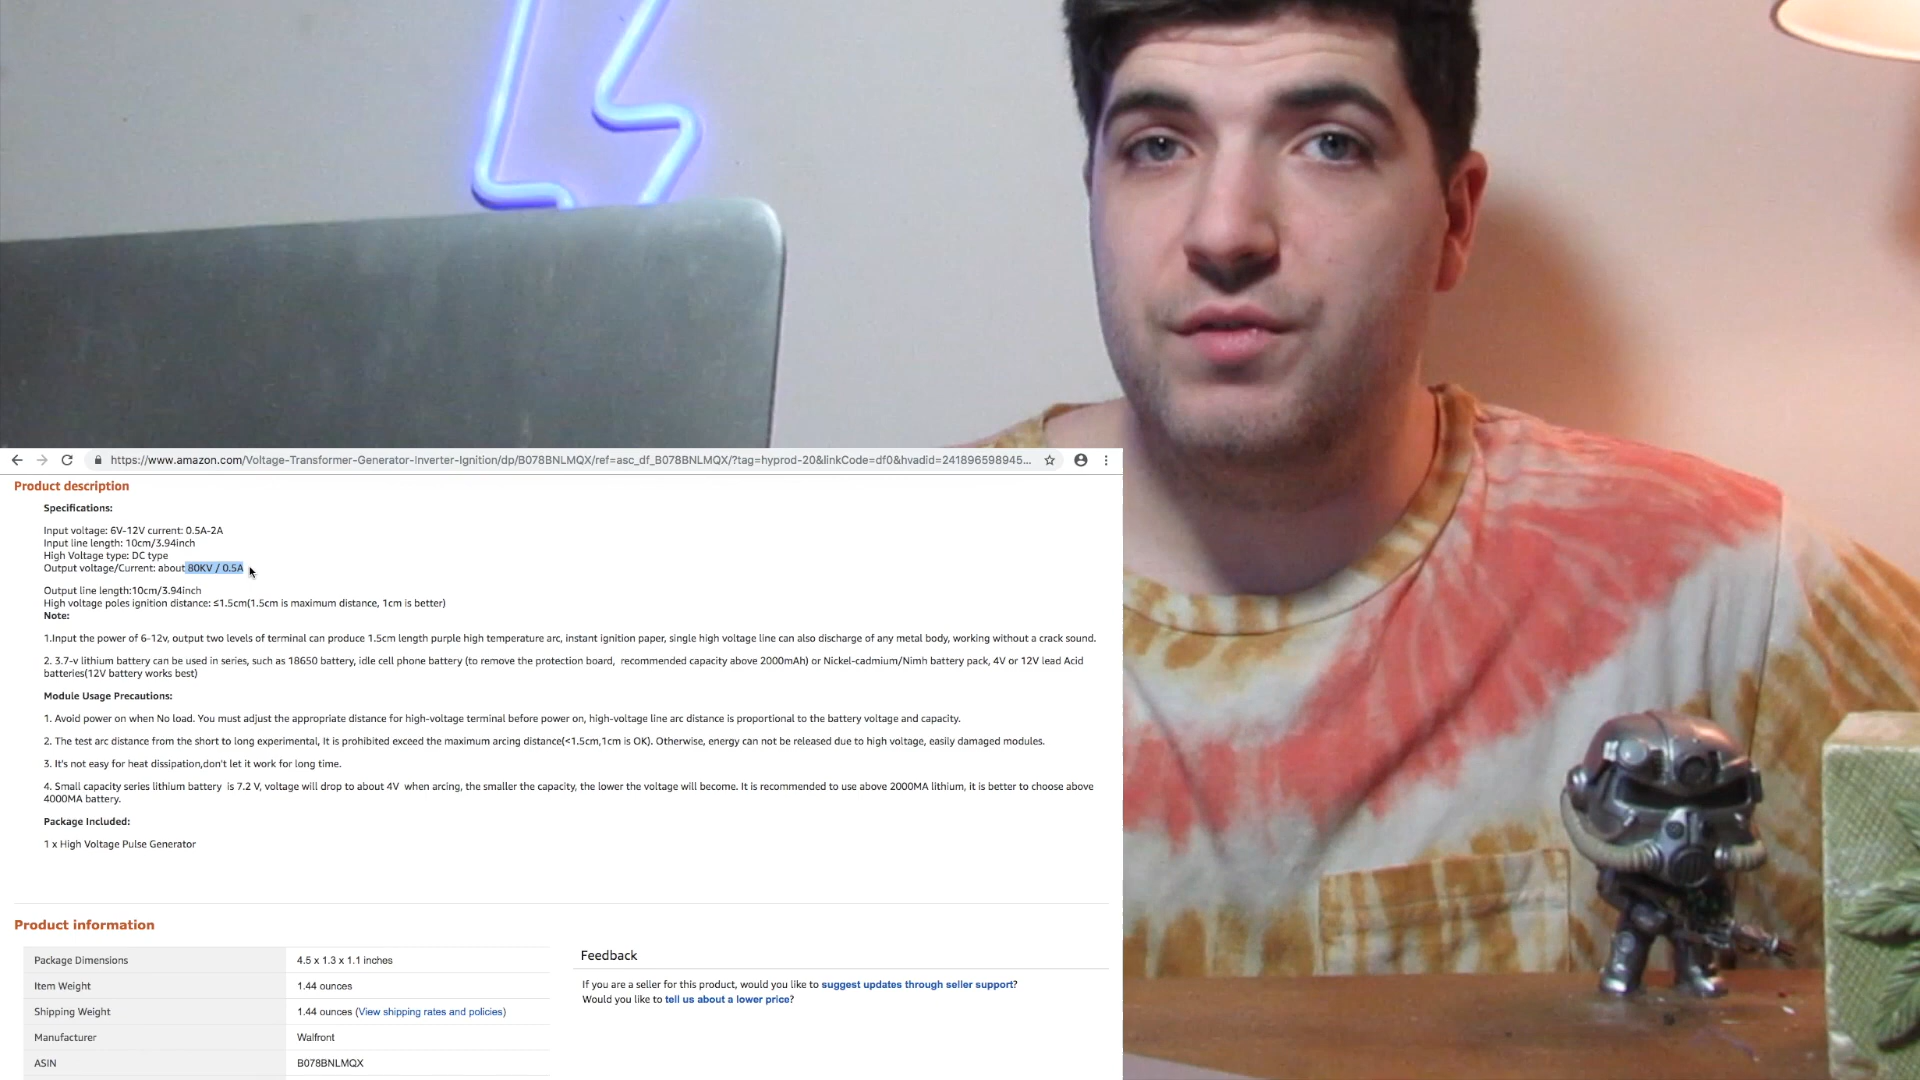 https://www.amazon.com/Voltage-Transformer-Generator-Inverter-Ignition/dp/B078BNLMQX/ref=asc_df_B078BNLMQX/?tag=hyprod-20&linkCode=df0&hvadid=241896598945...
Product description
Specifications:
Input voltage: 6V-12V current: 0.5A-2A
Input line length: 10cm/3.94inch
High Voltage type: DC type
Output voltage/Current: about 80KV / 0.5A
Output line length:10cm/3.94inch
High voltage poles ignition distance: ≤1.5cm(1.5cm is maximum distance, 1cm is better)
Note:
1.Input the power of 6-12v, output two levels of terminal can produce 1.5cm length purple high temperature arc, instant ignition paper, single high voltage line can also discharge of any metal body, working without a crack sound.
2. 3.7-v lithium battery can be used in series, such as 18650 battery, idle cell phone battery (to remove the protection board, recommended capacity above 2000mAh) or Nickel-cadmium/Nimh battery pack, 4V or 12V lead Acid
batteries(12V battery works best)
Module Usage Precautions:
1. Avoid power on when No load. You must adjust the appropriate distance for high-voltage terminal before power on, high-voltage line arc distance is proportional to the battery voltage and capacity.
2. The test arc distance from the short to long experimental, It is prohibited exceed the maximum arcing distance(<1.5cm,1cm is OK). Otherwise, energy can not be released due to high voltage, easily damaged modules.
3. It's not easy for heat dissipation,don't let it work for long time.
4. Small capacity series lithium battery is 7.2 V, voltage will drop to about 4V when arcing, the smaller the capacity, the lower the voltage will become. It is recommended to use above 2000MA lithium, it is better to choose above
4000MA battery.
Package Included:
1 x High Voltage Pulse Generator
Product information
Package Dimensions 4.5 x 1.3 x 1.1 inches
Item Weight 1.44 ounces
Shipping Weight 1.44 ounces (View shipping rates and policies)
Manufacturer Walfront
ASIN B078BNLMQX
Feedback
If you are a seller for this product, would you like to suggest updates through seller support?
Would you like to tell us about a lower price?